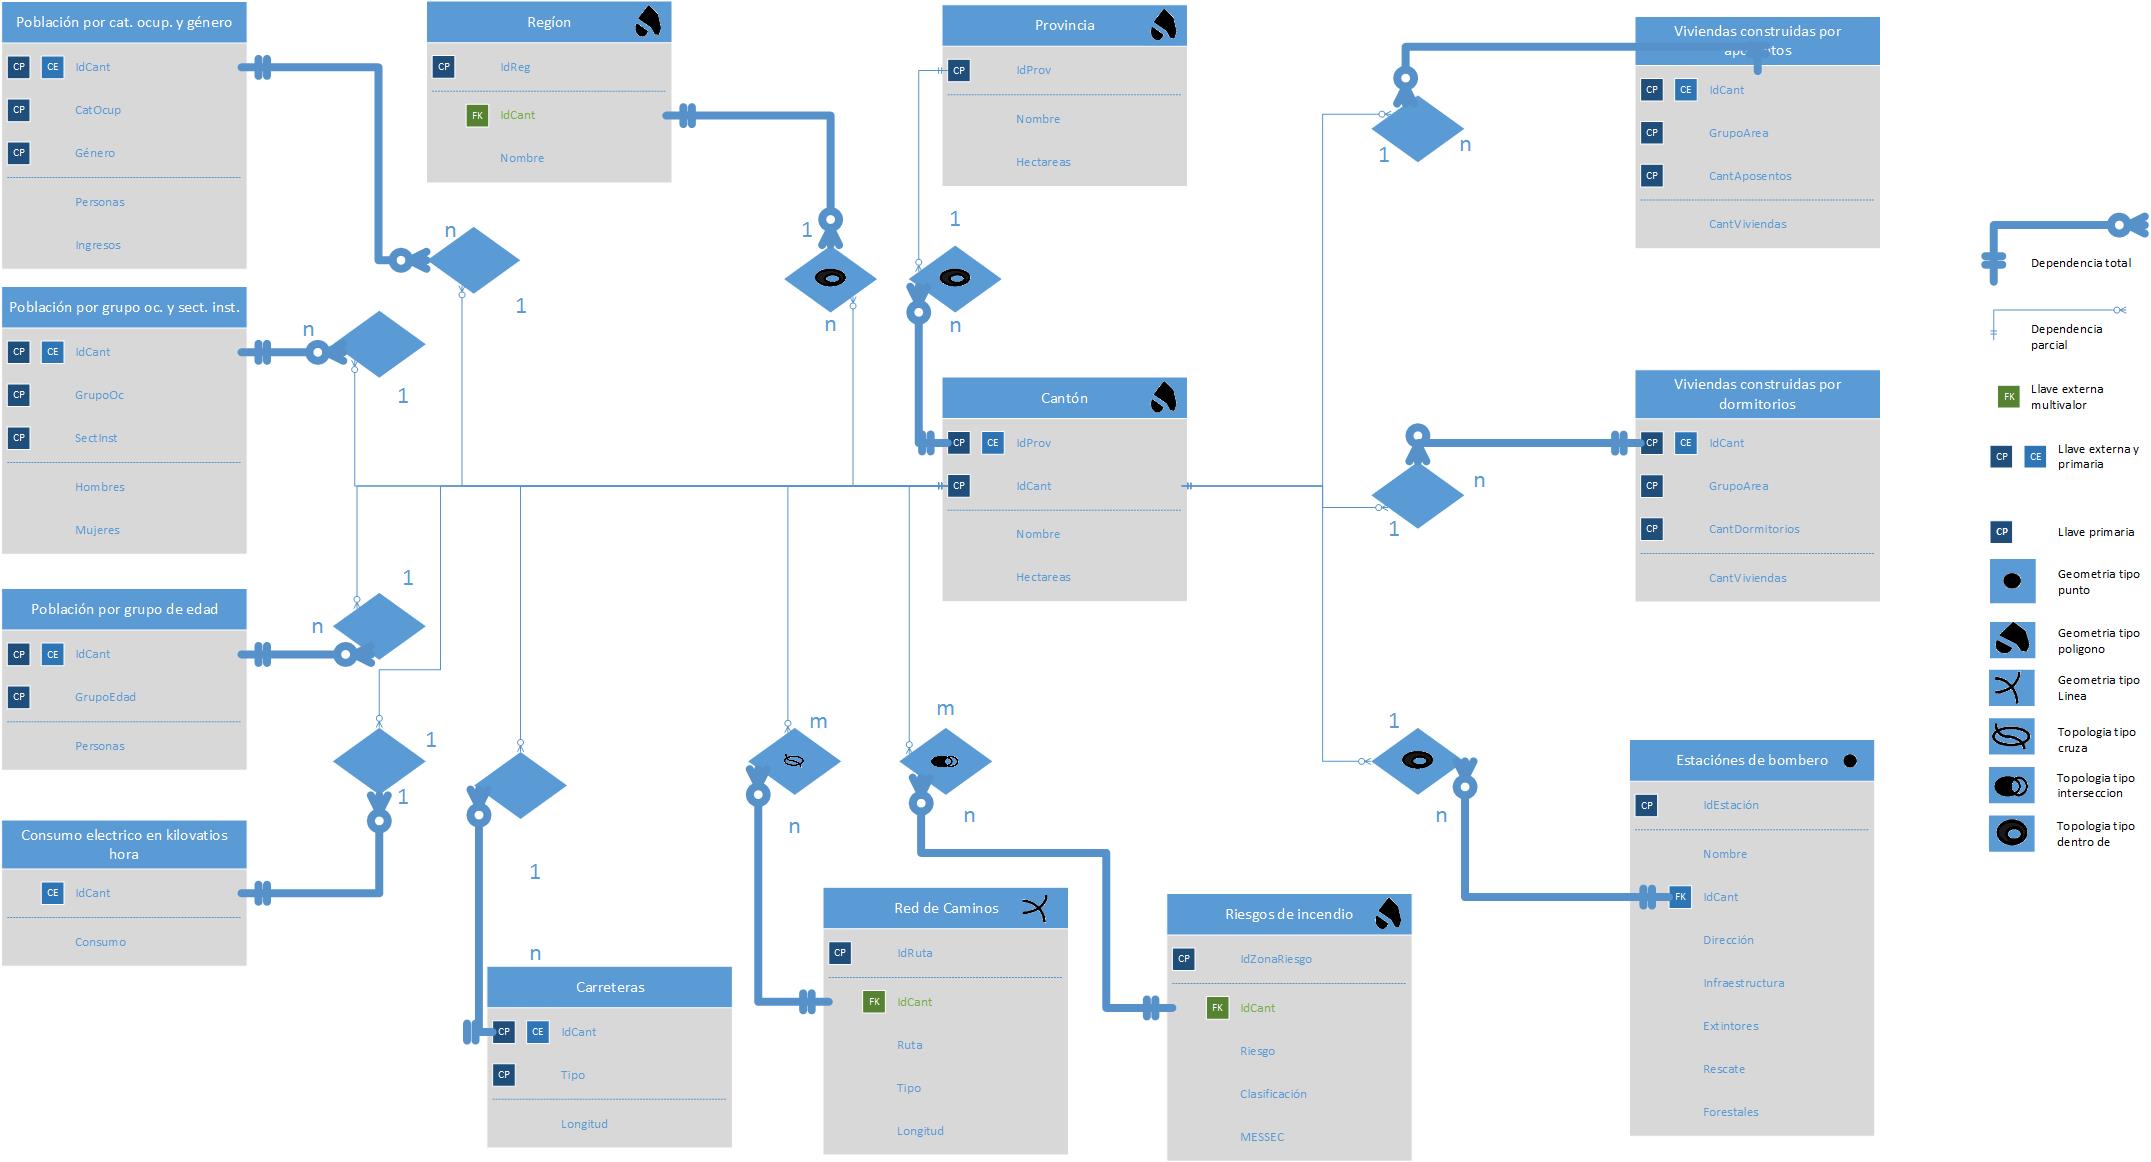 Población por cat. ocup. y género
CP CE IdCant
CP CatOcup
CP Género
Personas
Ingresos
Población por grupo oc. y sect. inst.
CP CE IdCant
CP GrupoOc
CP SectInst
Hombres
Mujeres
Población por grupo de edad
CP CE IdCant
CP GrupoEdad
Personas
Consumo electrico en kilovatios
hora
CE IdCant
Consumo
n
1
n
1
1
n
1
1
Regíon
CP IdReg
FK IdCant
Nombre
1
n
Provincia
CP IdProv
Nombre
Hectareas
1
n
Cantón
CP CE IdProv
CP IdCant
Nombre
Hectareas
1
n
Carreteras
CP CE IdCant
CP Tipo
Longitud
m
n
Red de Caminos
CP IdRuta
FK IdCant
Ruta
Tipo
Longitud
m
n
Riesgos de incendio
CP IdZonaRiesgo
FK IdCant
Riesgo
Clasificación
MESSEC
1
n
Viviendas construidas por
aposentos
CP CE IdCant
CP GrupoArea
CP CantAposentos
CantViviendas
n
1
Viviendas construidas por
dormitorios
CP CE IdCant
CP GrupoArea
CP CantDormitorios
CantViviendas
1
n
Estaciónes de bombero
CP IdEstación
Nombre
FK IdCant
Dirección
Infraestructura
Extintores
Rescate
Forestales
Dependencia total
Dependencia
parcial
FK Llave externa
multivalor
CP CE Llave externa y
primaria
CP Llave primaria
Geometria tipo
punto
Geometria tipo
poligono
Geometria tipo
Linea
Topologia tipo
cruza
Topologia tipo
interseccion
Topologia tipo
dentro de